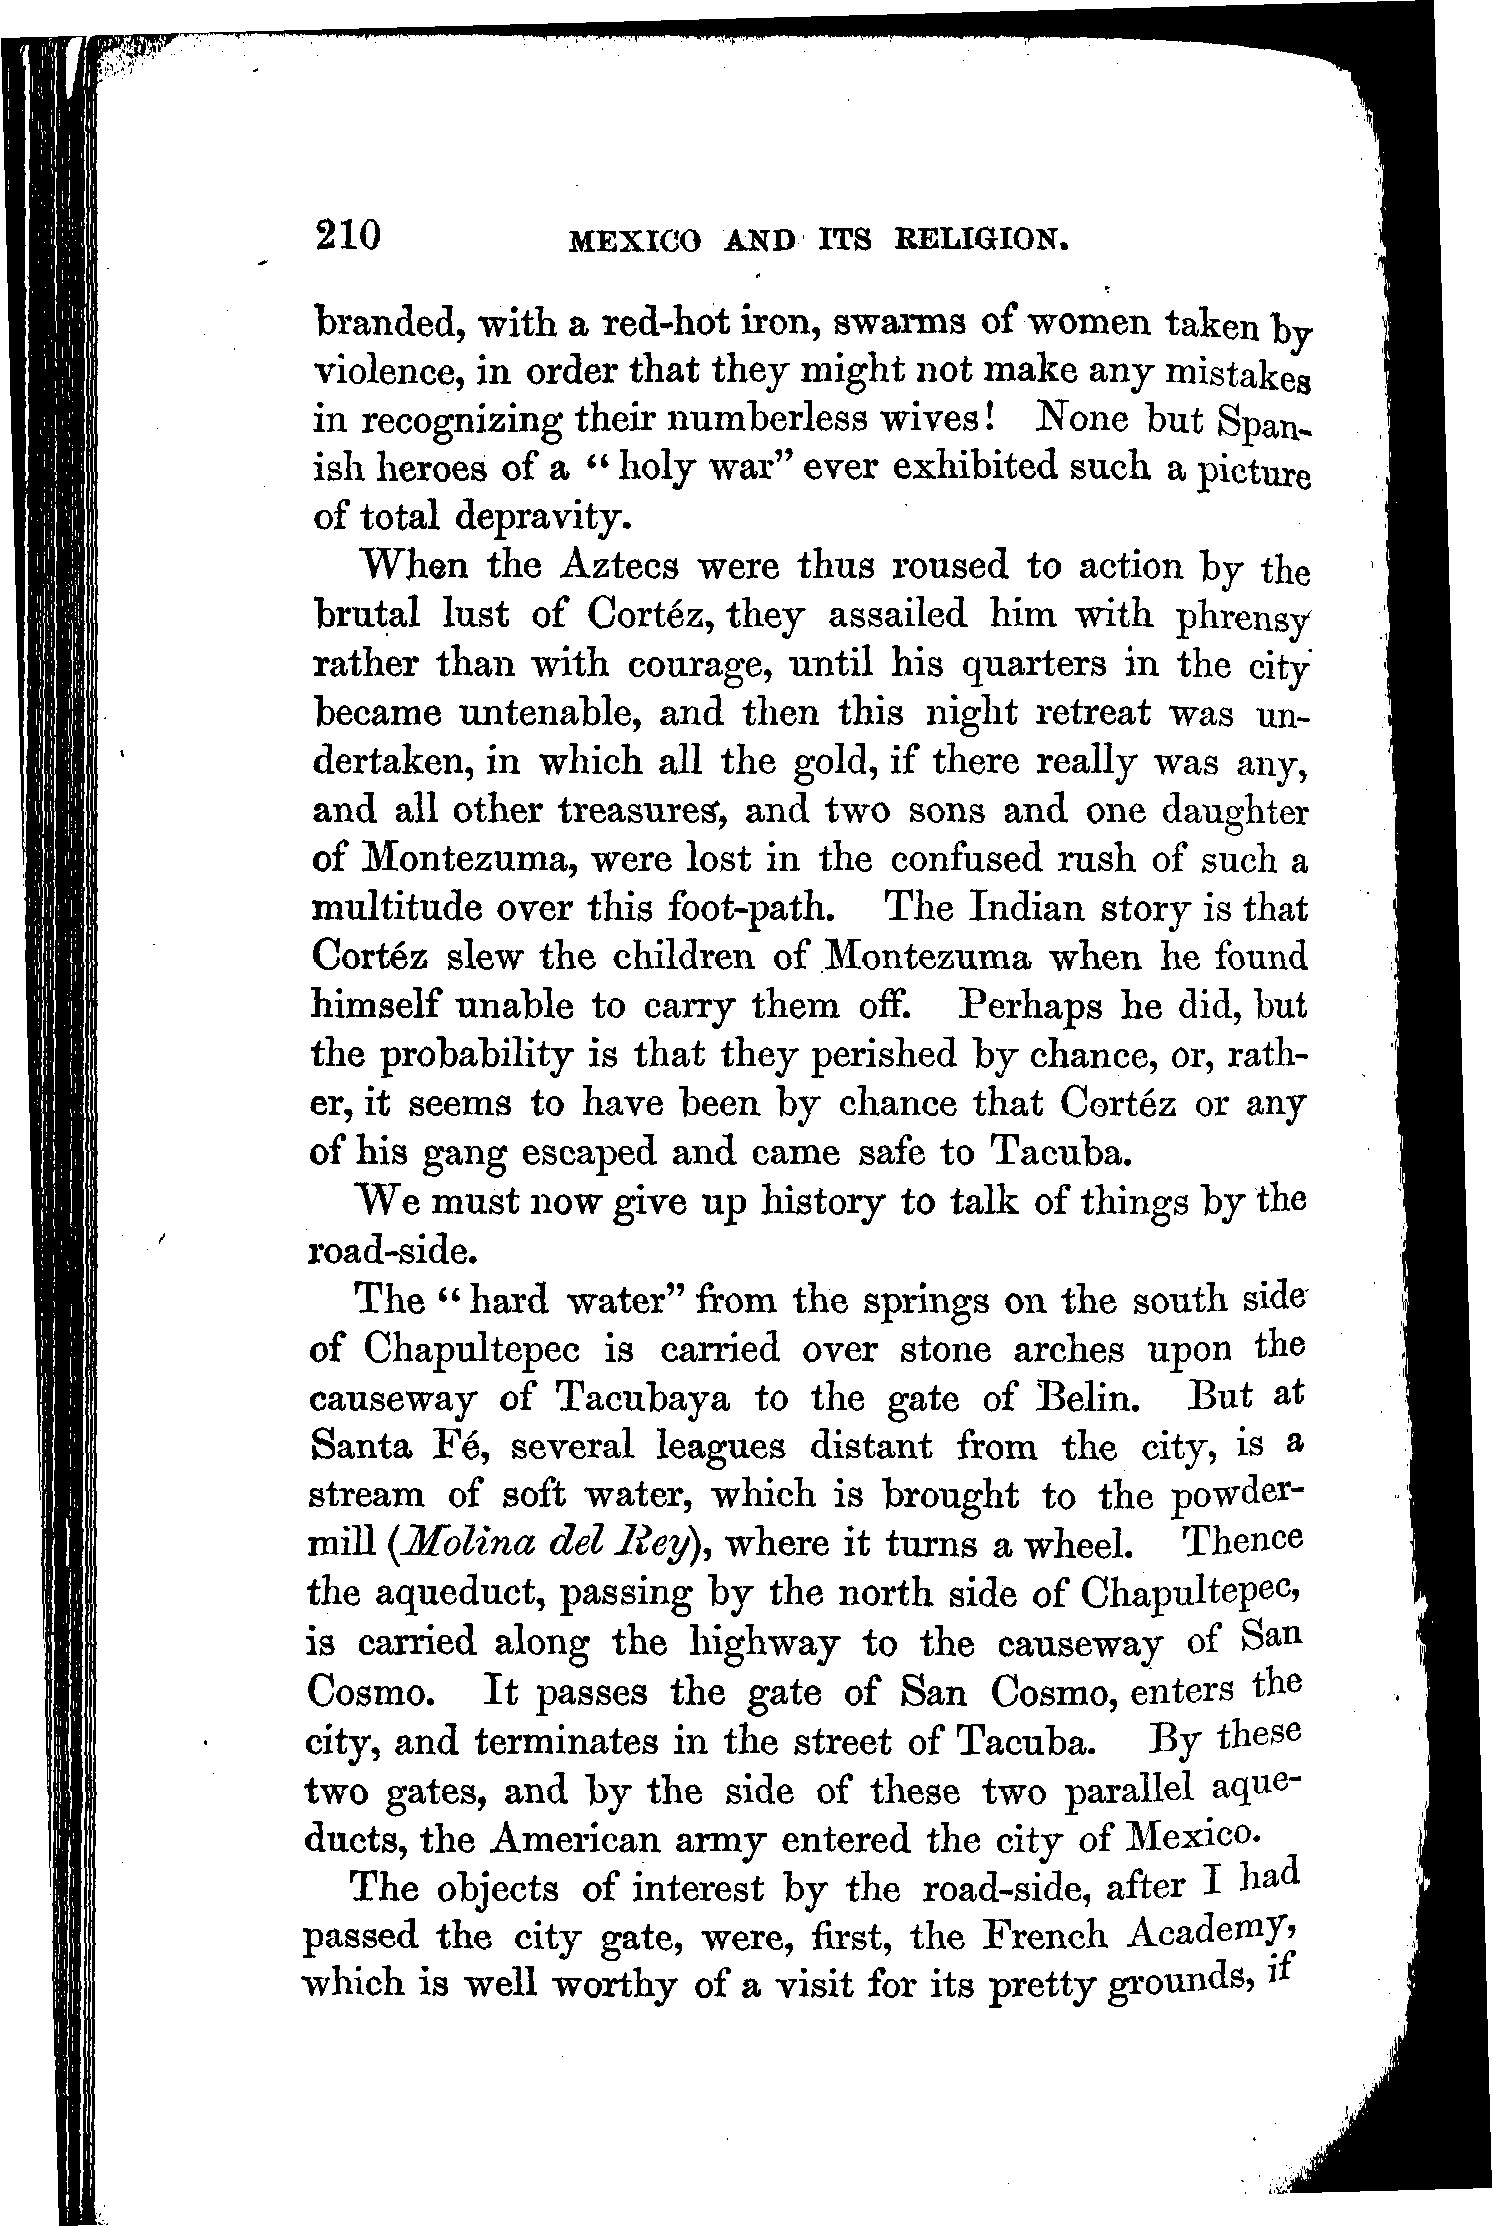 210 MEXICO AND ITS RELIGION.
branded, with a red-hot iron, swarms of women taken by
violence, in order that they might not make any mistakes
in recognizing their numberless wives! None but Span-
ish heroes of a “holy war” ever exhibited such a picture
of total depravity.
When the Aztecs were thus roused to action by the
brutal lust of Cortéz, they assailed him with phrensy
rather than with courage, until his quarters in the city
became untenable, and then this night retreat was un-
dertaken, in which all the gold, if there really was any,
and all other treasures, and two sons and one daughter
of Montezuma, were lost in the confused rush of such a
multitude over this foot-path. The Indian story is that
Cortéz slew the children of Montezuma when he found
himself unable to carry them off. Perhaps he did, but
the probability is that they perished by chance, or, rath-
er, it seems to have been by chance that Cortéz or any
of his gang escaped and came safe to Tacuba.
We must now give up history to talk of things by the
road-side.
The “hard water” from the springs on the south side
of Chapultepec is carried over stone arches upon the
causeway of Tacubaya to the gate of Belin. But at
Santa Fé, several leagues distant from the city, is a
stream of soft water, which is brought to the powder-
mill (Molina del Rey), where it turns a wheel. Thence
the aqueduct, passing by the north side of Chapultepec,
is carried along the highway to the causeway of San
Cosmo. It passes the gate of San Cosmo, enters the
city, and terminates in the street of Tacuba. By these
two gates, and by the side of these two parallel aque-
ducts, the American army entered the city of Mexico.
The objects of interest by the road-side, after I had
passed the city gate, were, first, the French Academy,
which is well worthy of a visit for its pretty grounds, if